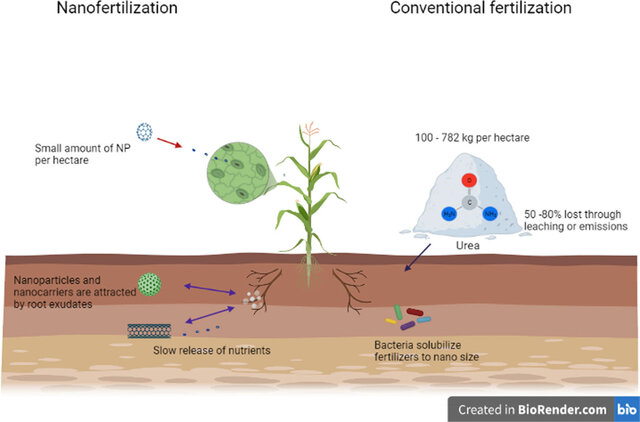 Nanofertilization
Conventional fertilization
Small amount of NP
per hectare
100 - 782 kg per hectare
O
C
H₂N
NH₂
50 -80% lost through
leaching or emissions
Urea
Nanoparticles and
nanocarriers are attracted
by root exudates
Slow release of nutrients
Bacteria solubilize
fertilizers to nano size
Created in BioRender.com
bio